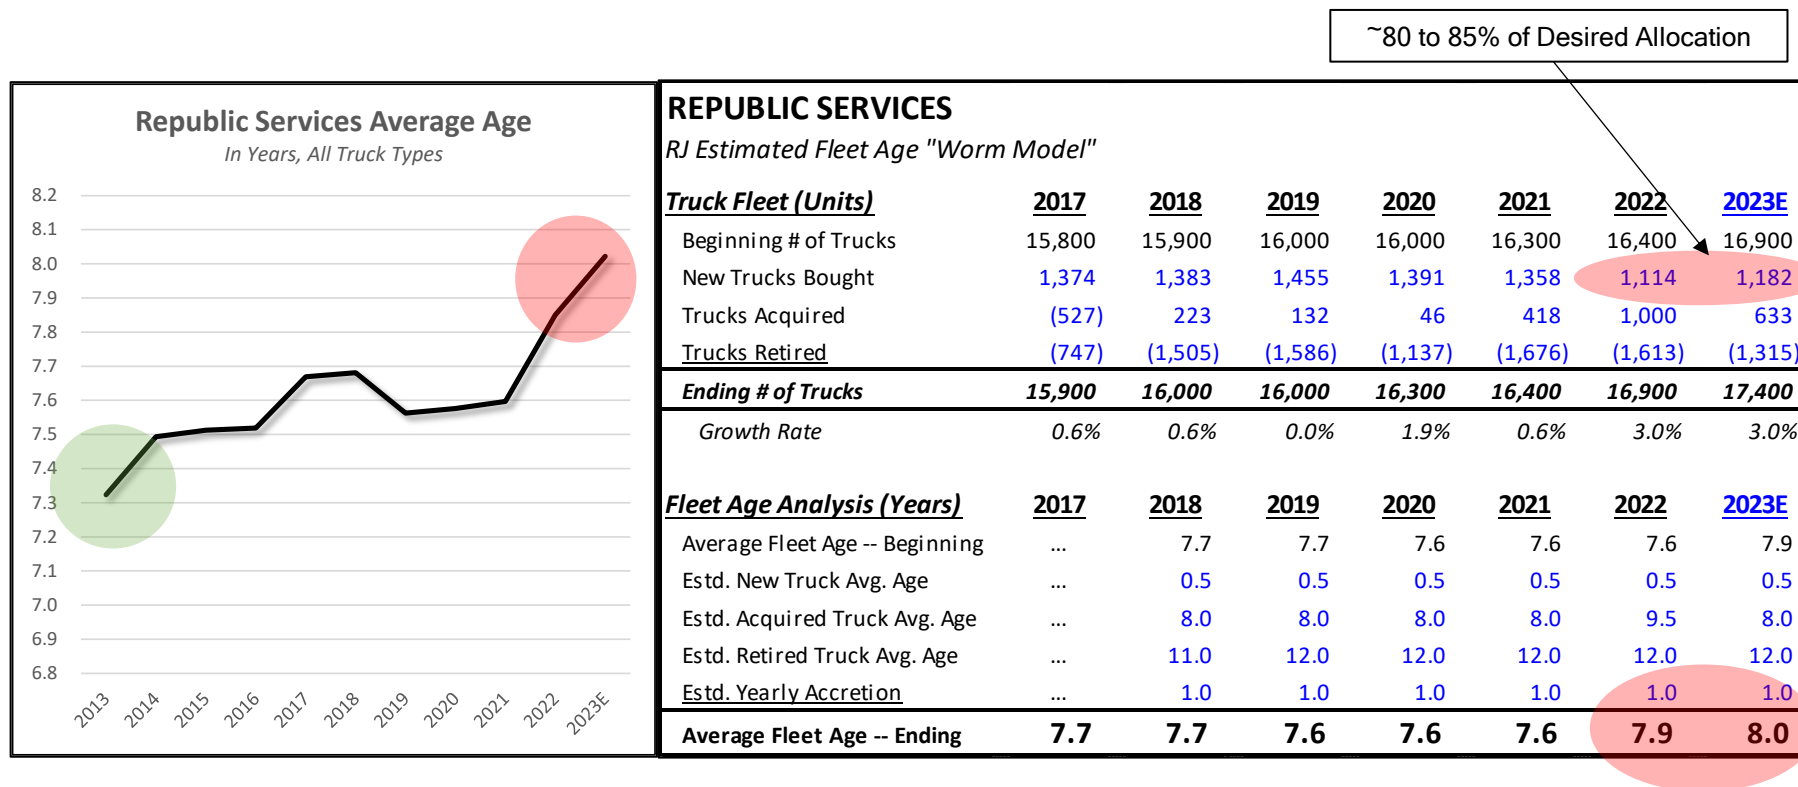 ~80 to 85% of Desired Allocation
Republic Services Average Age
In Years, All Truck Types
8.2
8.1
8.0
7.9
7.8
7.7
7.6
7.5
7.4
7.3
7.2
7.1
7.0
6.9
6.8
2013 2014 2015 2016 2017 2018 2019 2020 2021 2022 2023E
REPUBLIC SERVICES
RJ Estimated Fleet Age "Worm Model"
Truck Fleet (Units) 2017 2018 2019 2020 2021 2022 2023E
Beginning # of Trucks 15,800 15,900 16,000 16,000 16,300 16,400 16,900
New Trucks Bought 1,374 1,383 1,455 1,391 1,358 1,114 1,182
Trucks Acquired (527) 223 132 46 418 1,000 633
Trucks Retired (747) (1,505) (1,586) (1,137) (1,676) (1,613) (1,315)
Ending # of Trucks 15,900 16,000 16,000 16,300 16,400 16,900 17,400
Growth Rate 0.6% 0.6% 0.0% 1.9% 0.6% 3.0% 3.0%
Fleet Age Analysis (Years) 2017 2018 2019 2020 2021 2022 2023E
Average Fleet Age -- Beginning ... 7.7 7.7 7.6 7.6 7.6 7.9
Estd. New Truck Avg. Age ... 0.5 0.5 0.5 0.5 0.5 0.5
Estd. Acquired Truck Avg. Age ... 8.0 8.0 8.0 8.0 9.5 8.0
Estd. Retired Truck Avg. Age ... 11.0 12.0 12.0 12.0 12.0 12.0
Estd. Yearly Accretion ... 1.0 1.0 1.0 1.0 1.0 1.0
Average Fleet Age -- Ending 7.7 7.7 7.6 7.6 7.6 7.9 8.0